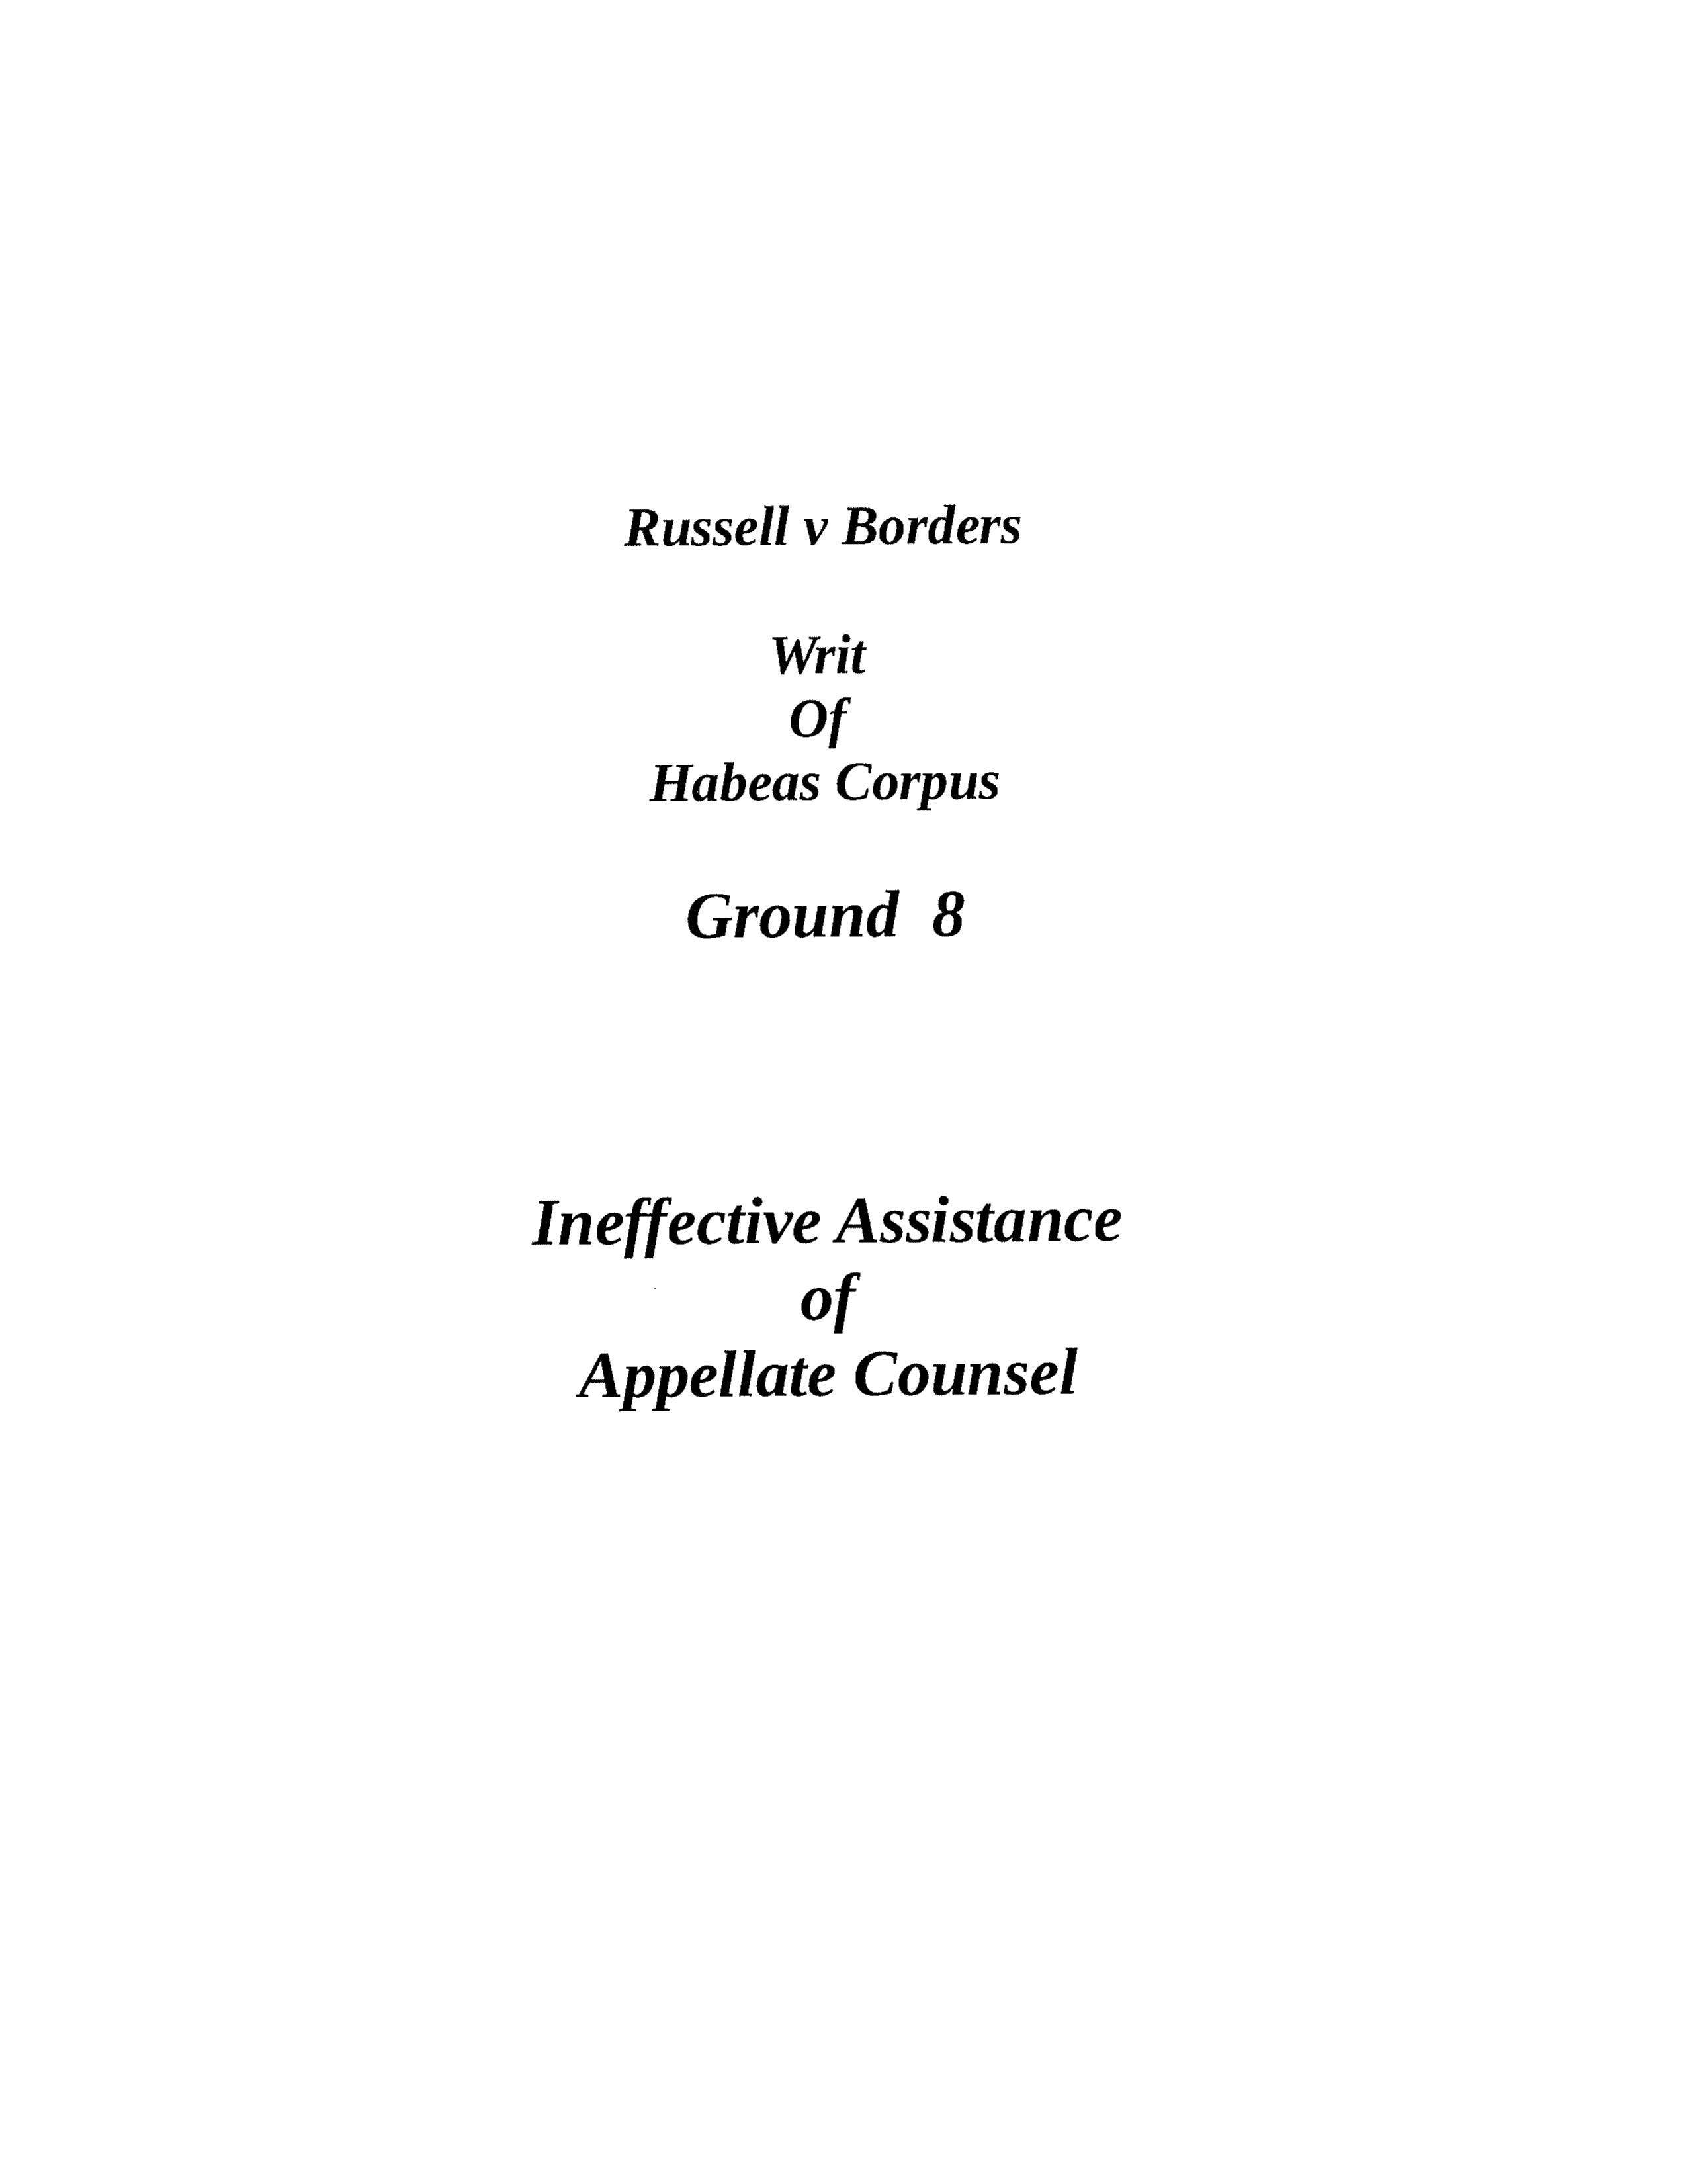 Russell v Borders
Writ
Of
Habeas Corpus
Ground 8
Ineffective Assistance
of
Appellate Counsel